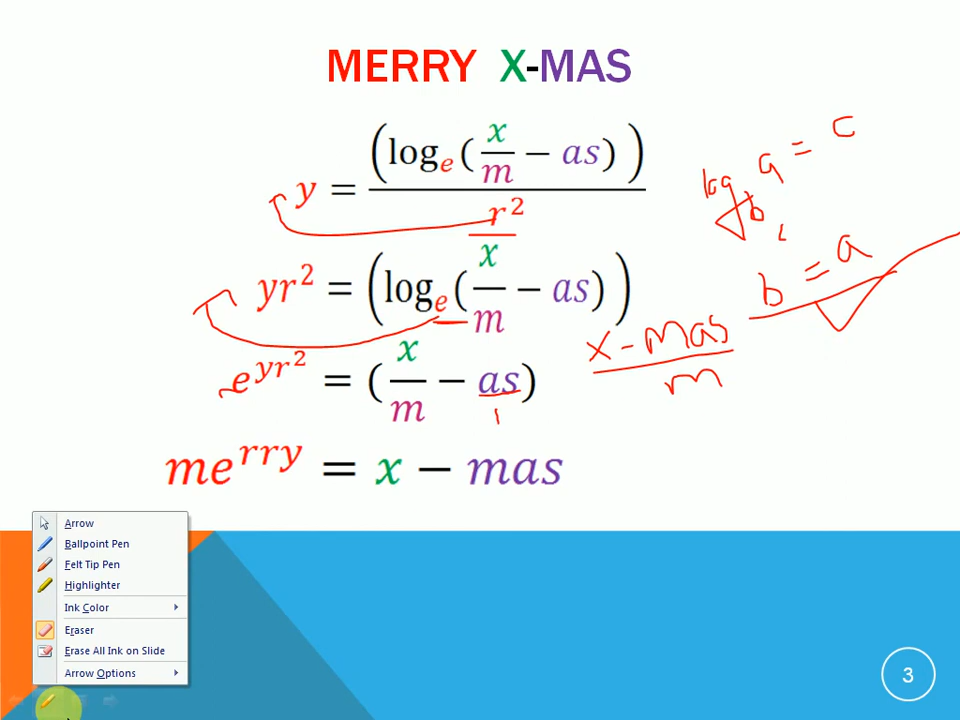 MERRY X-MAS
y = (log_e (x/m − as)) / r²
yr² = (log_e (x/m − as))
e^{yr²} = (x/m − as)
1
me^{rry} = x − mas
log_b a = c
b = a
x - mas
m
Arrow
Ballpoint Pen
Felt Tip Pen
Highlighter
Ink Color
Eraser
Erase All Ink on Slide
Arrow Options
3